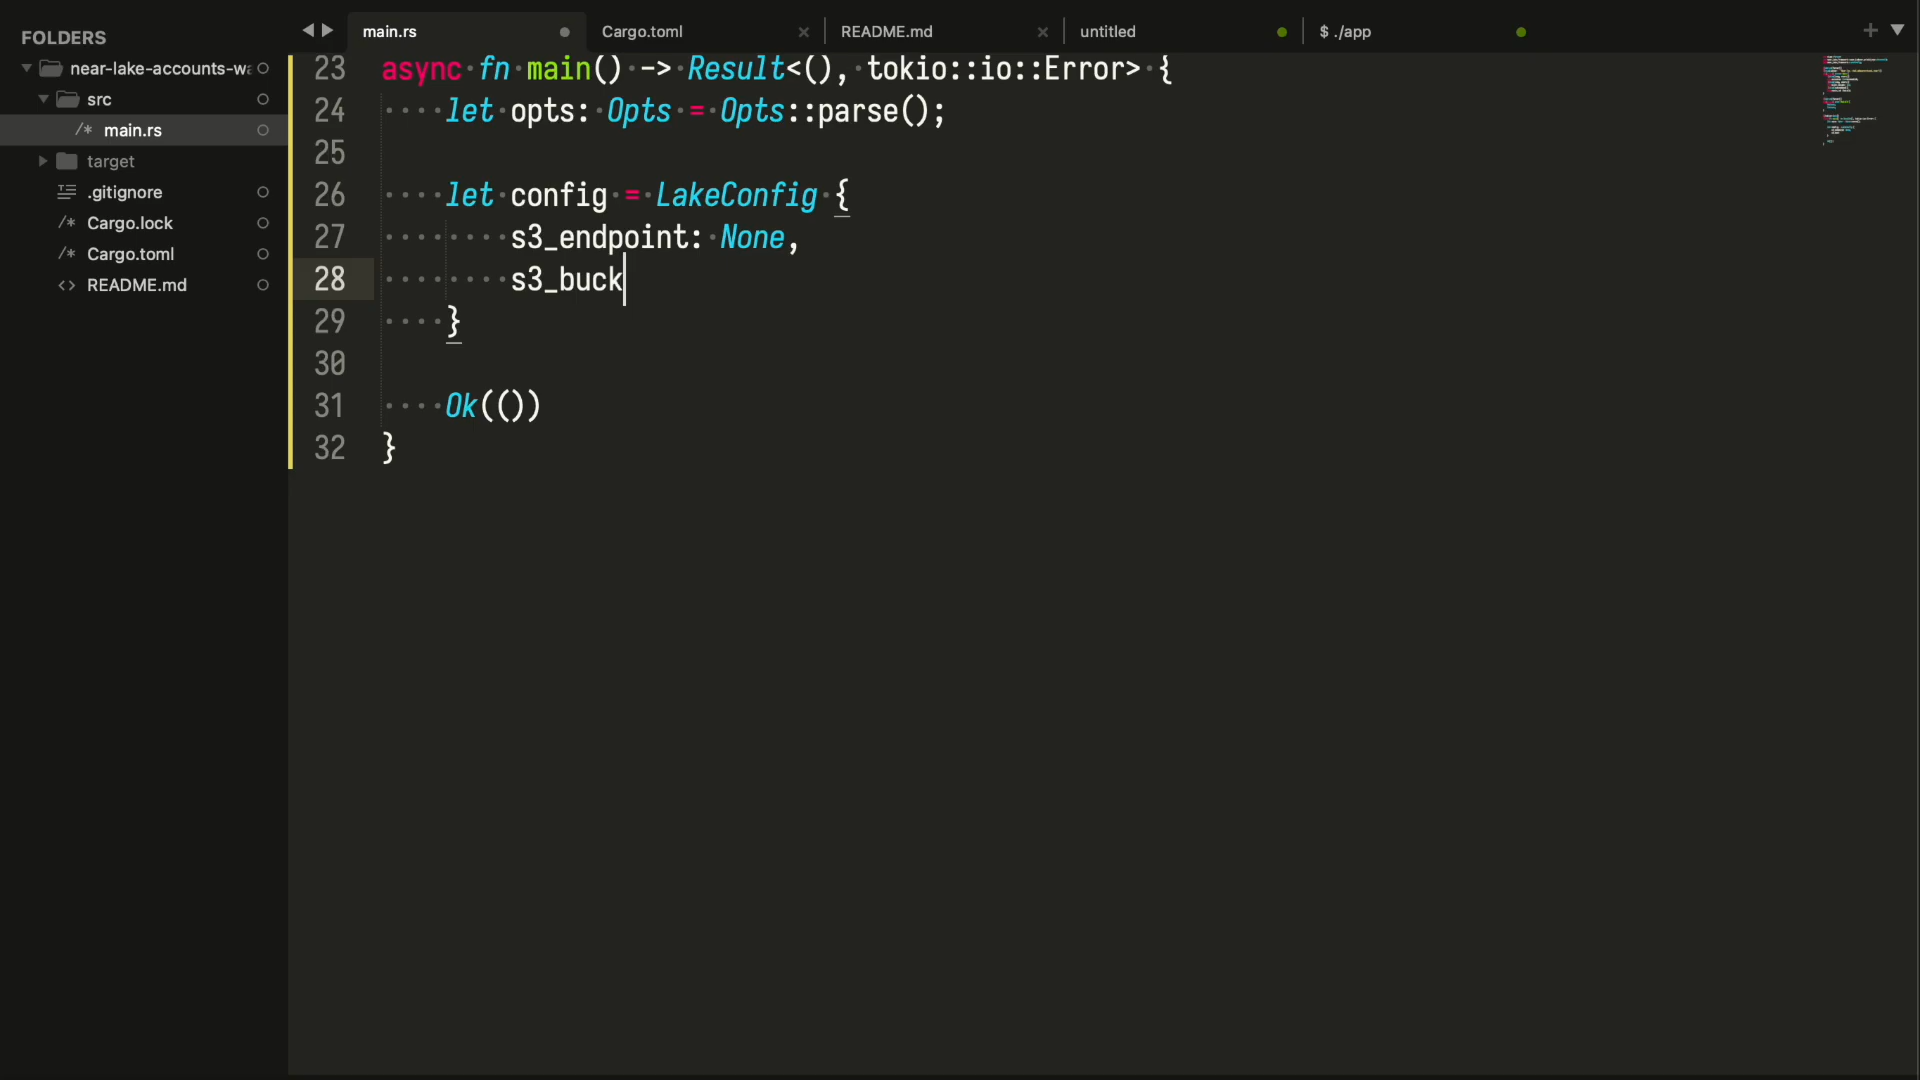 FOLDERS
near-lake-accounts-wa
src
/* main.rs
target
.gitignore
/* Cargo.lock
/* Cargo.toml
<> README.md
main.rs
Cargo.toml
README.md
untitled
$ ./app
23 async fn main() -> Result<(), tokio::io::Error> {
24 let opts: Opts = Opts::parse();
25
26 let config = LakeConfig {
27 s3_endpoint: None,
28 s3_buck
29 }
30
31 Ok(())
32 }